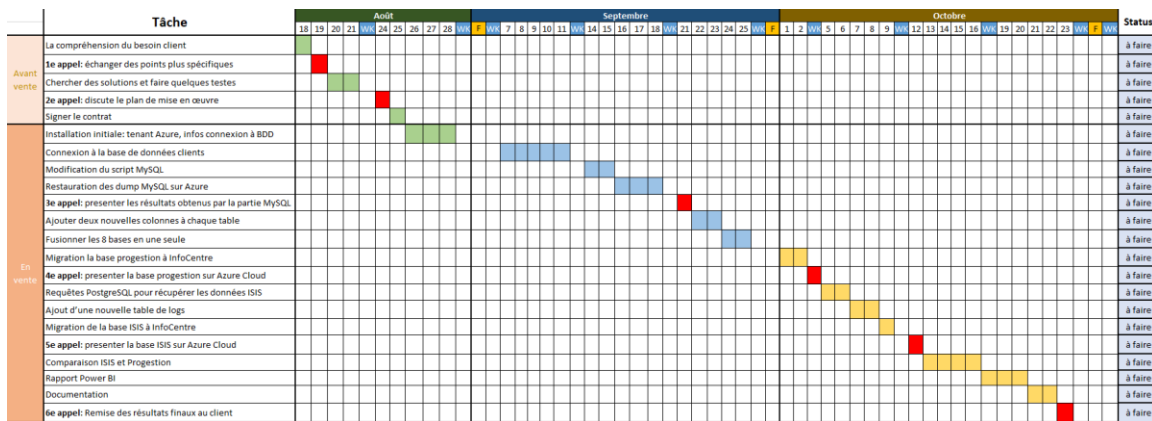 Tâche Août Septembre Octobre Status
18 19 20 21 WK 24 25 26 27 28 WK F WK 7 8 9 10 11 WK 14 15 16 17 18 WK 21 22 23 24 25 WK F 1 2 WK 5 6 7 8 9 WK 12 13 14 15 16 WK 19 20 21 22 23 WK F WK
Avant vente
La compréhension du besoin client à faire
1e appel: échanger des points plus spécifiques à faire
Chercher des solutions et faire quelques testes à faire
2e appel: discute le plan de mise en œuvre à faire
Signer le contrat à faire
En vente
Installation initiale: tenant Azure, infos connexion à BDD à faire
Connexion à la base de données clients à faire
Modification du script MySQL à faire
Restauration des dump MySQL sur Azure à faire
3e appel: presenter les résultats obtenus par la partie MySQL à faire
Ajouter deux nouvelles colonnes à chaque table à faire
Fusionner les 8 bases en une seule à faire
Migration la base progestion à InfoCentre à faire
4e appel: presenter la base progestion sur Azure Cloud à faire
Requêtes PostgreSQL pour récupérer les données ISIS à faire
Ajout d'une nouvelle table de logs à faire
Migration de la base ISIS à InfoCentre à faire
5e appel: presenter la base ISIS sur Azure Cloud à faire
Comparaison ISIS et Progestion à faire
Rapport Power BI à faire
Documentation à faire
6e appel: Remise des résultats finaux au client à faire